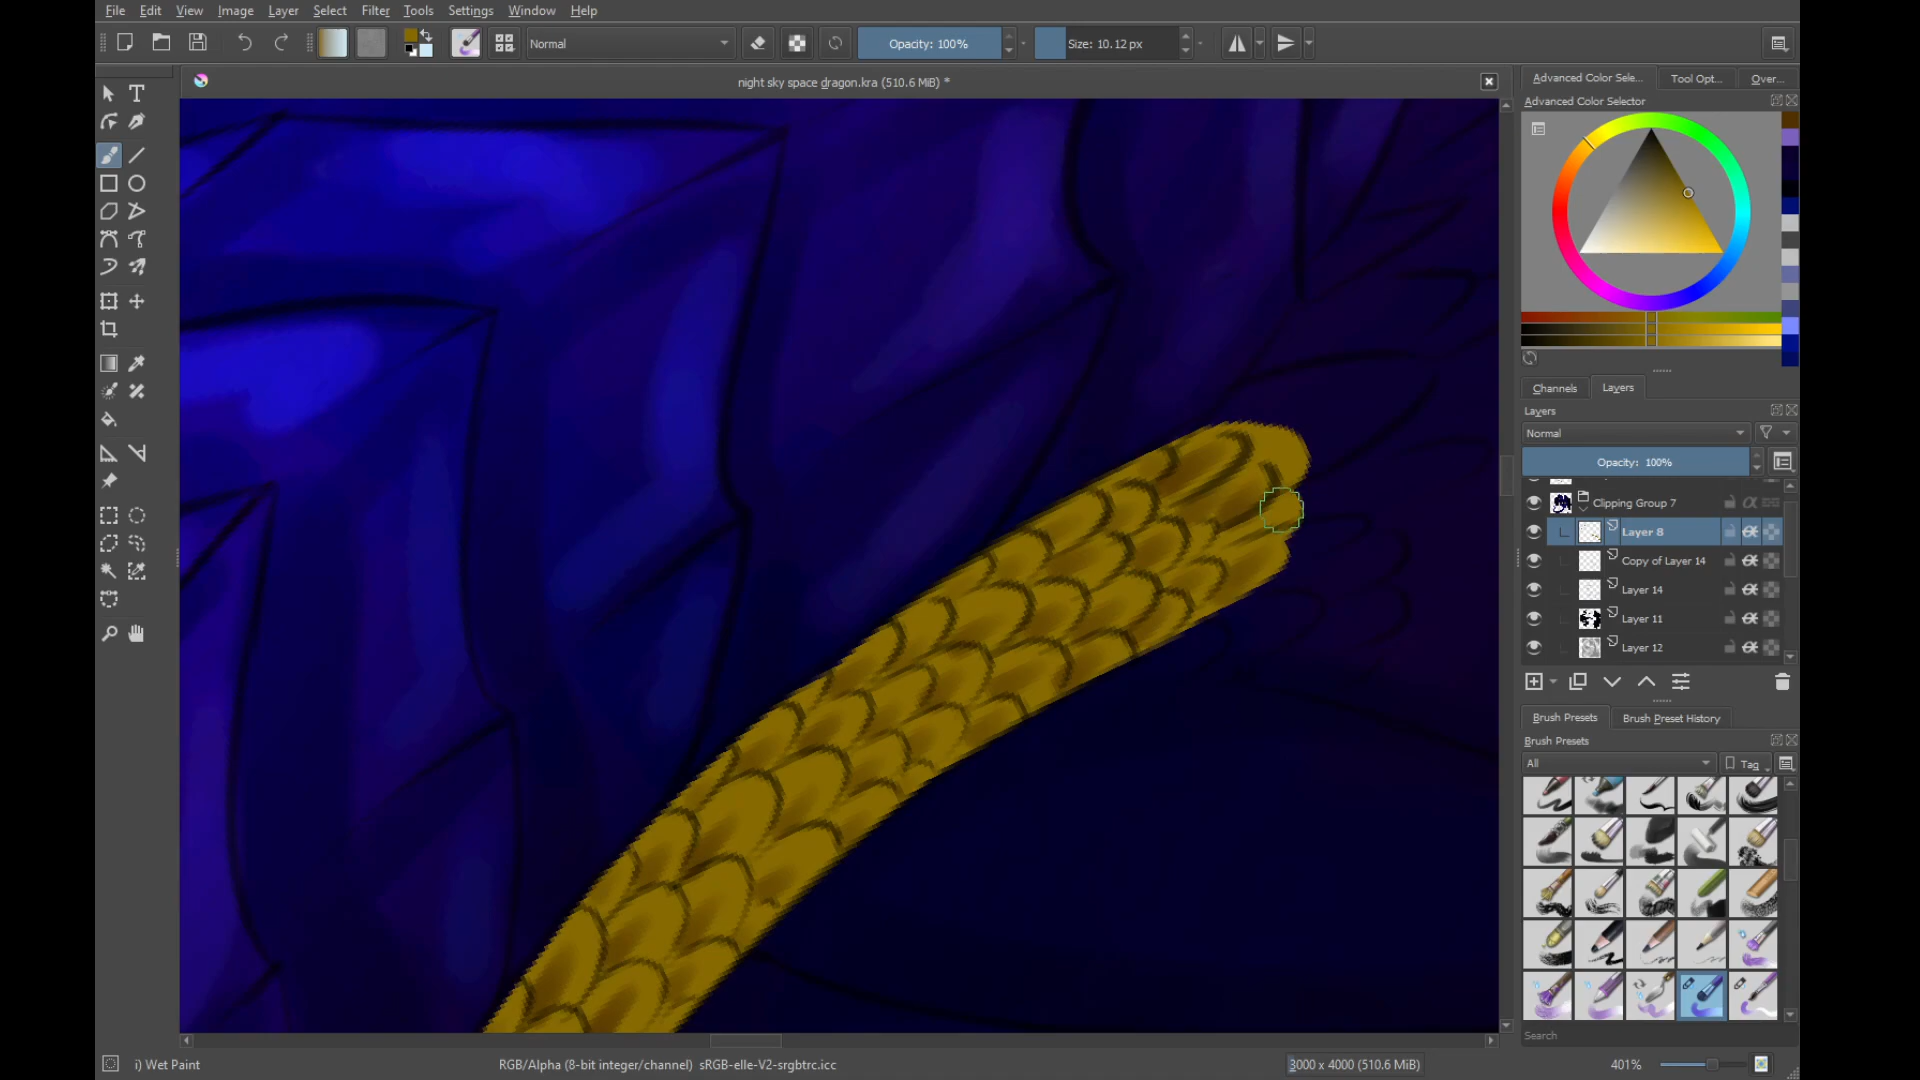 File Edit View Image Layer Select Filter Tools Settings Window Help
Normal
Opacity: 100%
Size: 10.12 px
night sky space dragon.kra (510.6 MiB) *
Advanced Color Sele...
Tool Opt...
Over...
Advanced Color Selector
Channels
Layers
Layers
Normal
Opacity: 100%
Clipping Group 7
Layer 8
Copy of Layer 14
Layer 14
Layer 11
Layer 12
Brush Presets
Brush Preset History
Brush Presets
All
Tag
Search
i) Wet Paint
RGB/Alpha (8-bit integer/channel) sRGB-elle-V2-srgbtrc.icc
3000 x 4000 (510.6 MiB)
401%